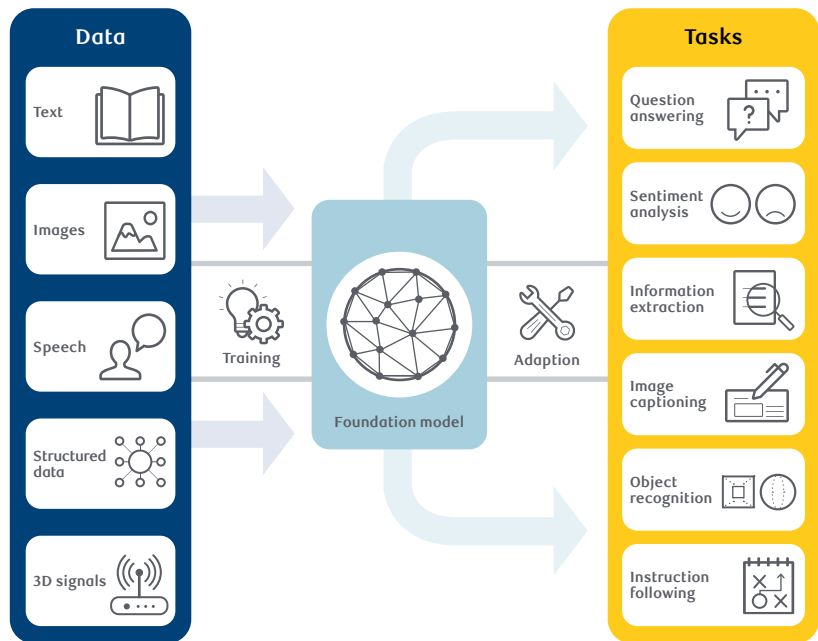 Data
Text
Images
Speech
Structured
data
3D signals
Training
Foundation model
Adaption
Tasks
Question
answering
?
Sentiment
analysis
Information
extraction
Image
captioning
Object
recognition
Instruction
following